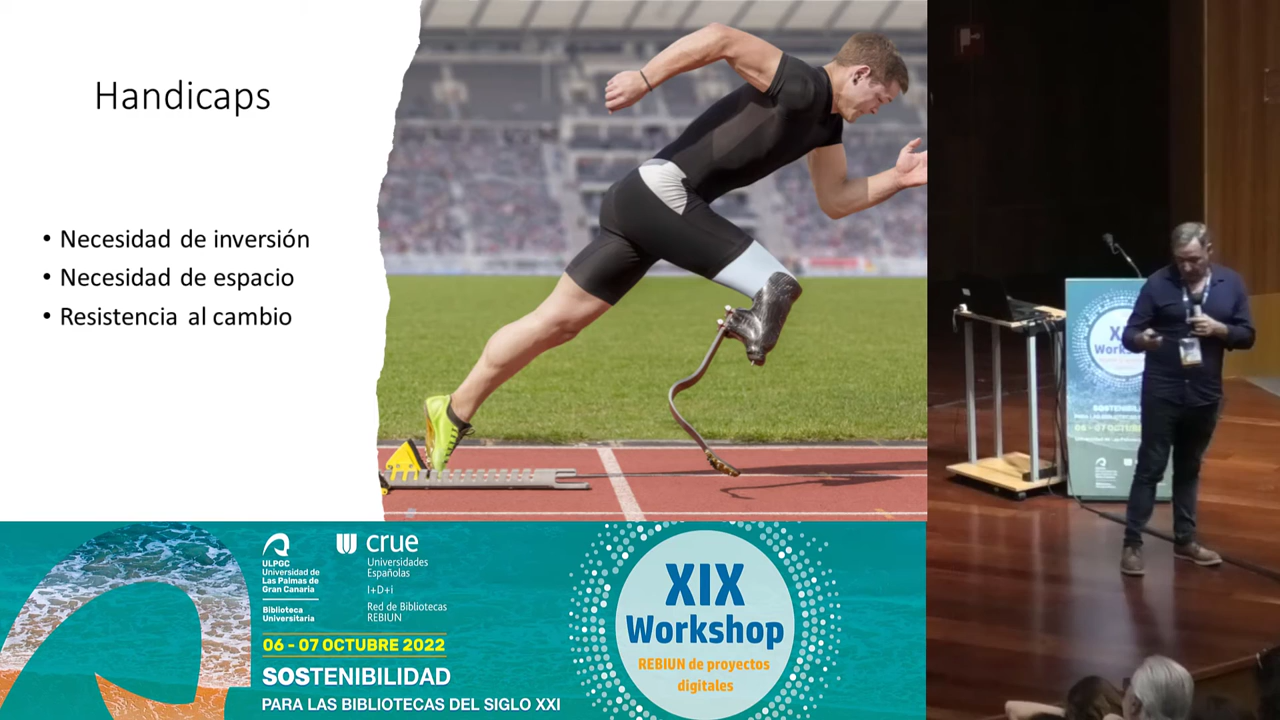 Handicaps
• Necesidad de inversión
• Necesidad de espacio
• Resistencia al cambio
ULPGC
Universidad de
Las Palmas de
Gran Canaria
Biblioteca
Universitaria
crue
Universidades
Españolas
I+D+i
Red de Bibliotecas
REBIUN
06 - 07 OCTUBRE 2022
SOSTENIBILIDAD
PARA LAS BIBLIOTECAS DEL SIGLO XXI
XIX
Workshop
REBIUN de proyectos
digitales